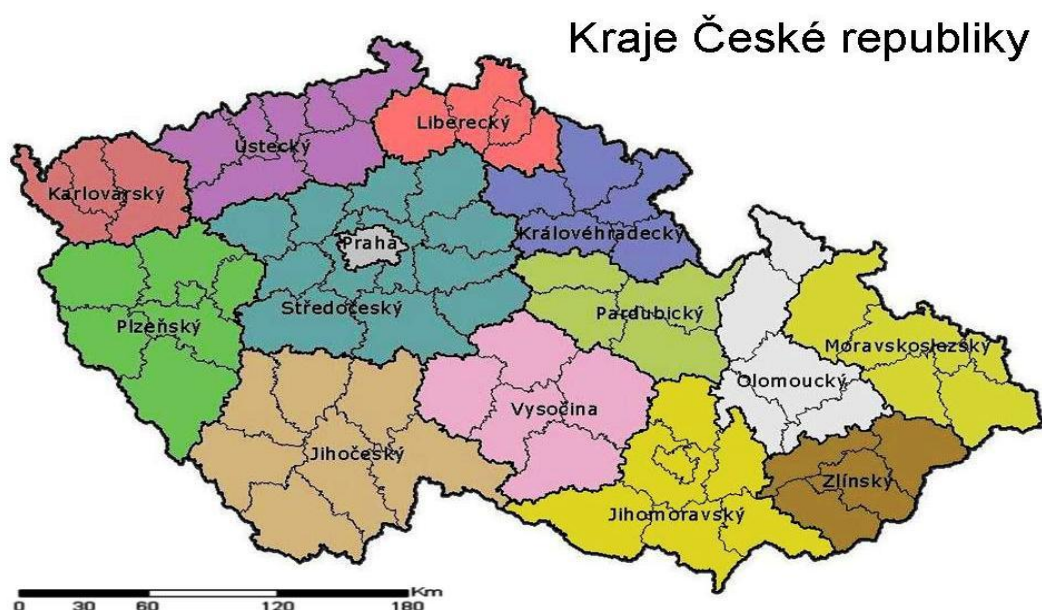 Kraje České republiky
Liberecký
Ústecký
Karlovarský
Královéhradecký
Praha
Středočeský
Pardubický
Plzeňský
Moravskoslezský
Olomoucký
Vysočina
Jihočeský
Zlínský
Jihomoravský
Km
0 30 60 120 180